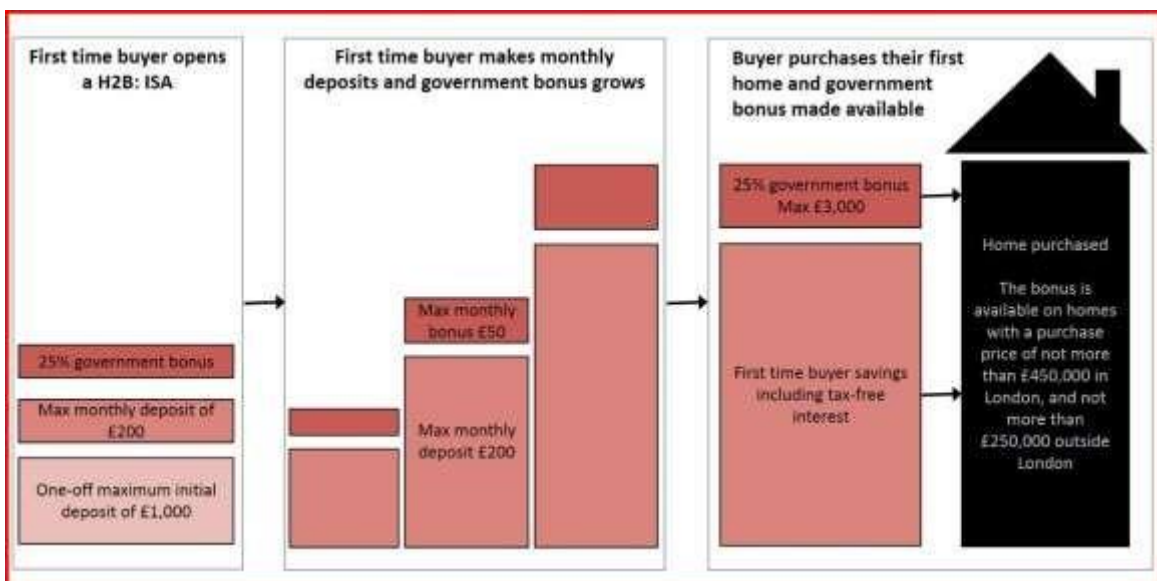 First time buyer opens
a H2B: ISA
25% government bonus
Max monthly deposit of
£200
One-off maximum initial
deposit of £1,000
First time buyer makes monthly
deposits and government bonus grows
Max monthly
bonus £50
Max monthly
deposit £200
Buyer purchases their first
home and government
bonus made available
25% government bonus
Max £3,000
First time buyer savings
including tax-free
interest
Home purchased
The bonus is
available on homes
with a purchase
price of not more
than £450,000 in
London, and not
more than
£250,000 outside
London